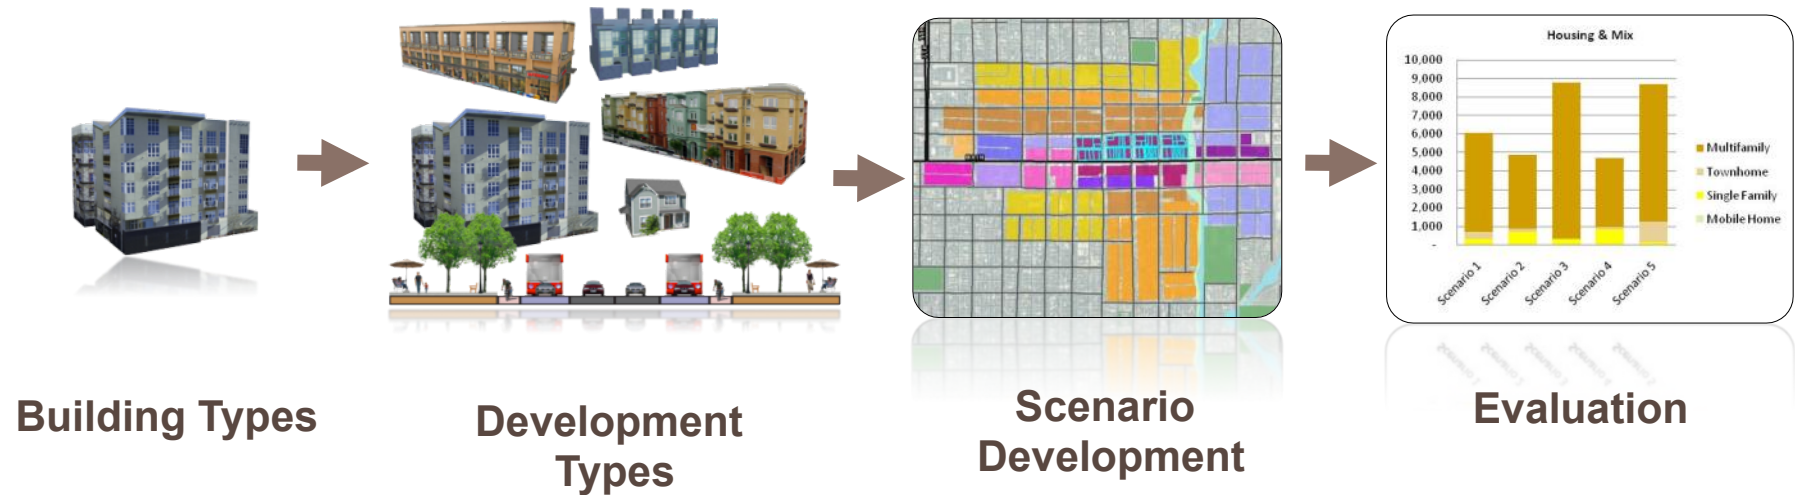 Building Types
Development
Types
Scenario
Development
Evaluation
Housing & Mix
10,000
9,000
8,000
7,000
6,000
5,000
4,000
3,000
2,000
1,000
-
Scenario 1
Scenario 2
Scenario 3
Scenario 4
Scenario 5
Multifamily
Townhome
Single Family
Mobile Home